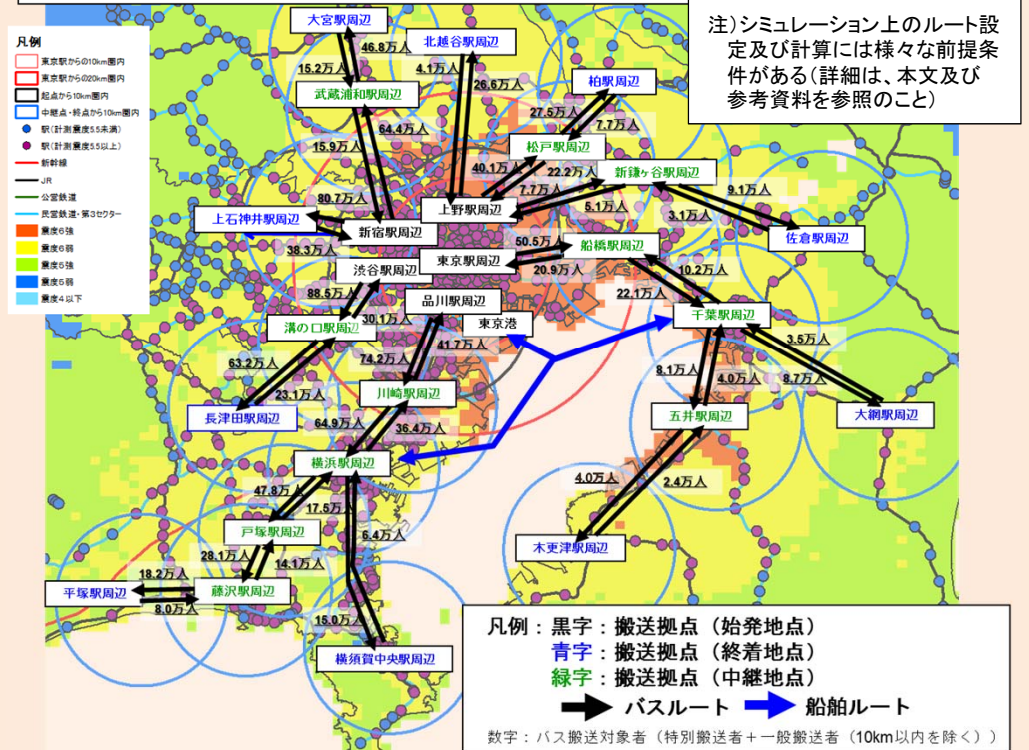 注）シミュレーション上のルート設
定及び計算には様々な前提条
件がある（詳細は、本文及び
参考資料を参照のこと）
凡例
東京駅からの10km圏内
東京駅からの20km圏内
起点から10km圏内
中継点・終点から10km圏内
駅（計測震度5.5未満）
駅（計測震度5.5以上）
新幹線
JR
公営鉄道
民営鉄道・第3セクター
震度6強
震度6弱
震度5強
震度5弱
震度4以下
大宮駅周辺
46.8万人
15.2万人
武蔵浦和駅周辺
北越谷駅周辺
4.1万人
26.6万人
柏駅周辺
27.5万人
7.7万人
松戸駅周辺
64.4万人
15.9万人
40.1万人
22.2万人
新鎌ヶ谷駅周辺
7.7万人
5.1万人
9.1万人
3.1万人
佐倉駅周辺
80.7万人
上石神井駅周辺
38.3万人
上野駅周辺
新宿駅周辺
50.5万人
船橋駅周辺
東京駅周辺
20.9万人
渋谷駅周辺
10.2万人
22.1万人
88.5万人
30.1万人
品川駅周辺
東京港
千葉駅周辺
溝の口駅周辺
41.7万人
74.2万人
3.5万人
8.7万人
8.1万人
4.0万人
63.2万人
23.1万人
川崎駅周辺
長津田駅周辺
五井駅周辺
大網駅周辺
64.9万人
36.4万人
横浜駅周辺
4.0万人
2.4万人
47.8万人
17.5万人
戸塚駅周辺
6.4万人
木更津駅周辺
28.1万人
14.1万人
18.2万人
平塚駅周辺
8.0万人
藤沢駅周辺
15.0万人
横須賀中央駅周辺
凡例：黒字：搬送拠点（始発地点）
青字：搬送拠点（終着地点）
緑字：搬送拠点（中継地点）
バスルート 船舶ルート
数字：バス搬送対象者（特別搬送者＋一般搬送者（10km以内を除く））